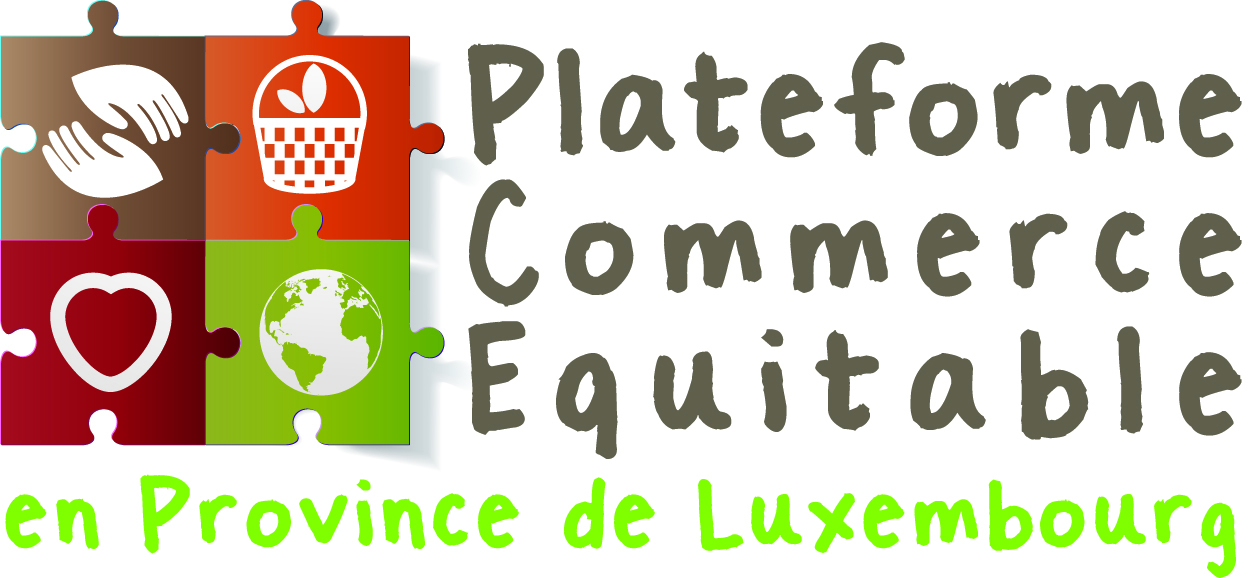 Plateforme
Commerce
Equitable
en Province de Luxembourg